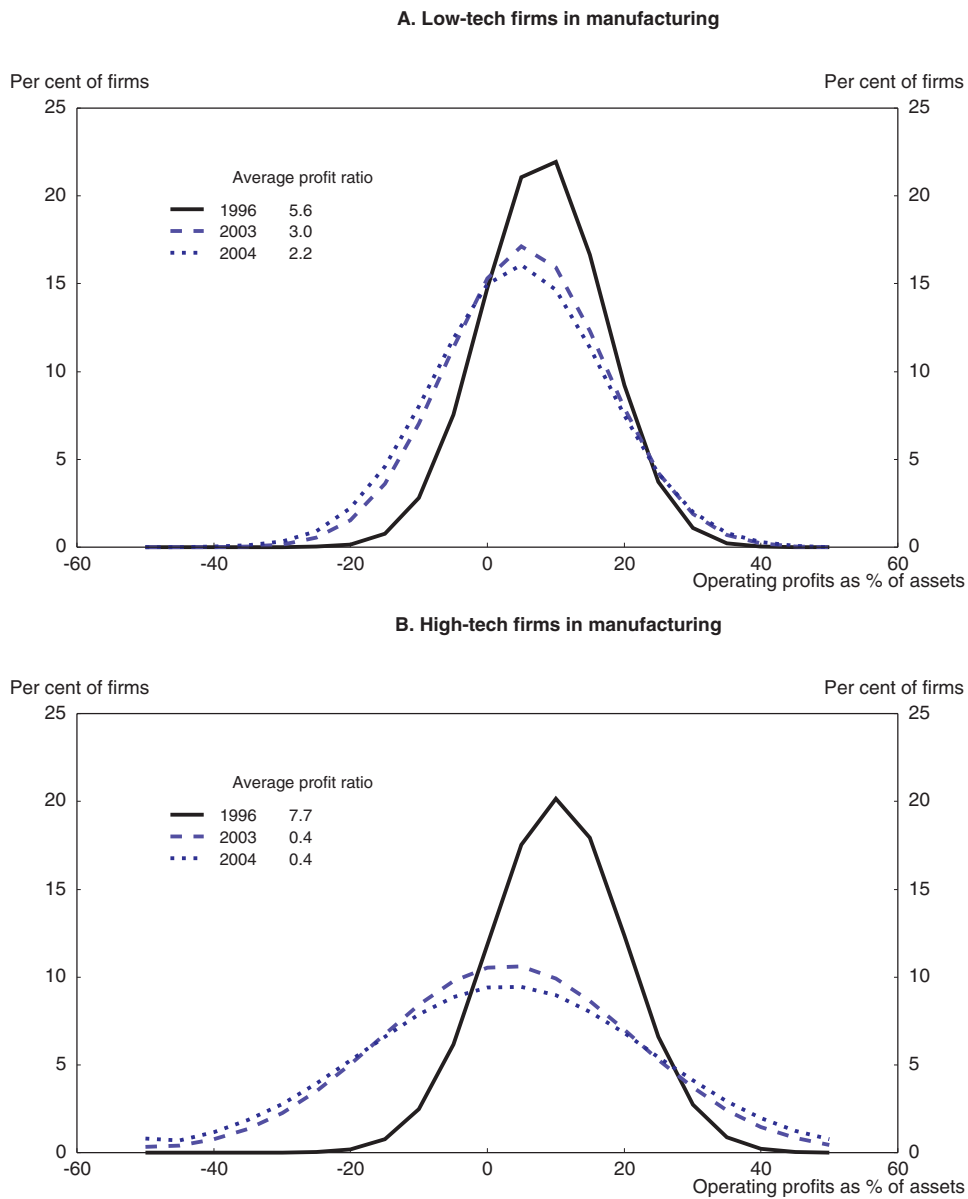 A. Low-tech firms in manufacturing
Per cent of firms Per cent of firms
25 25
Average profit ratio
20 20
1996 5.6
2003 3.0
2004 2.2
15 15
10 10
5 5
0 0
-60 -40 -20 0 20 40 60
Operating profits as % of assets
B. High-tech firms in manufacturing
Per cent of firms Per cent of firms
25 25
Average profit ratio
20 20
1996 7.7
2003 0.4
2004 0.4
15 15
10 10
5 5
0 0
-60 -40 -20 0 20 40 60
Operating profits as % of assets